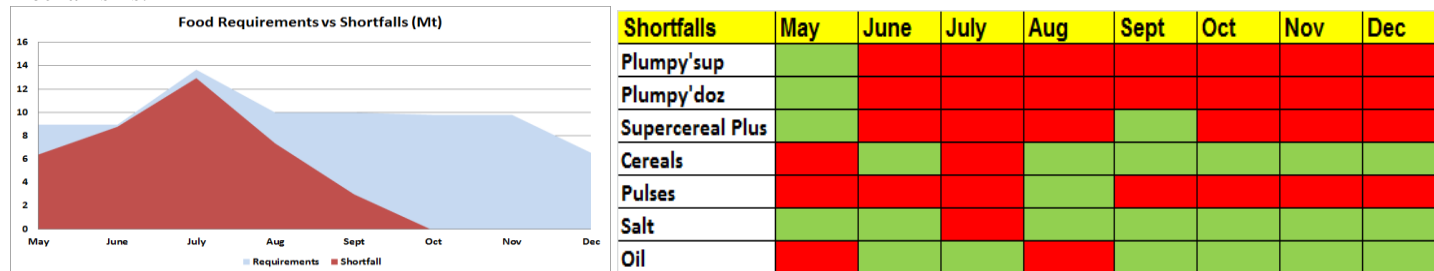 Food Requirements vs Shortfalls (Mt)
16
14
12
10
8
6
4
2
0
May June July Aug Sept Oct Nov Dec
Requirements Shortfall
Shortfalls May June July Aug Sept Oct Nov Dec
Plumpy'sup
Plumpy'doz
Supercereal Plus
Cereals
Pulses
Salt
Oil